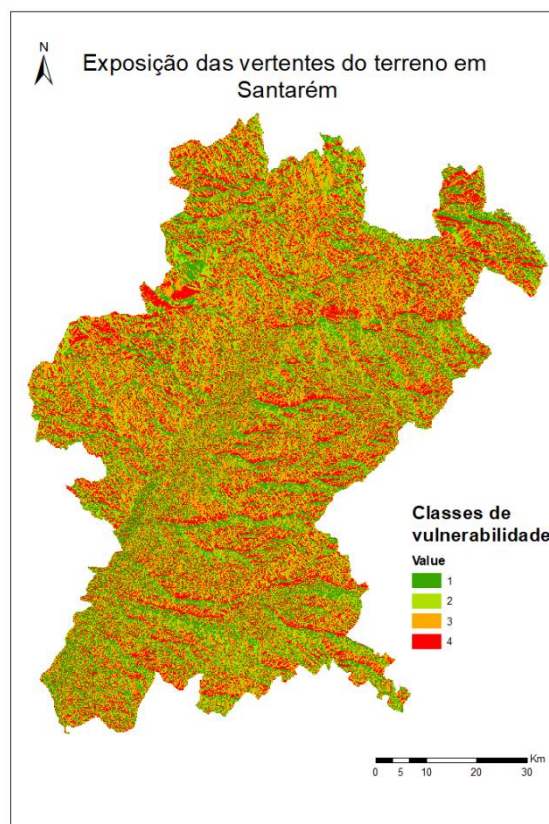 N
Exposição das vertentes do terreno em
Santarém
Classes de
vulnerabilidade
Value
1
2
3
4
Km
0 5 10 20 30